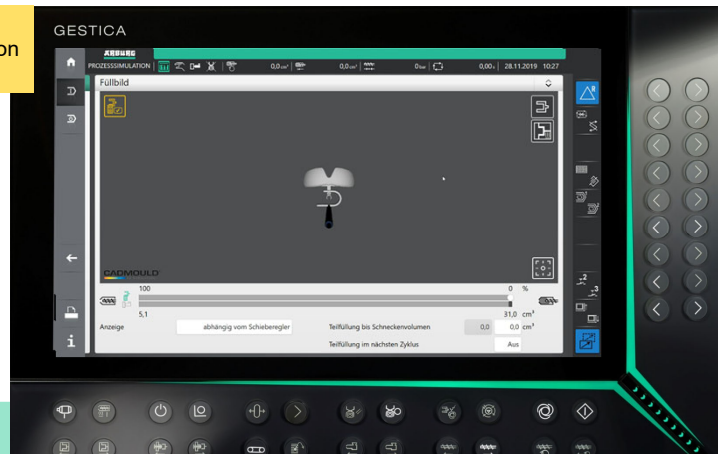 on
GESTICA
ARBURG
PROZESSSIMULATION 0,0 cm³ 0,0 cm³ 0 bar 0,00 s 28.11.2019 10:27
Füllbild
CADMOULD
100 0 %
5,1 31,0 cm³
Anzeige abhängig vom Schieberegler Teilfüllung bis Schneckenvolumen 0,0 0,0 cm³
Teilfüllung im nächsten Zyklus Aus
2
3
i